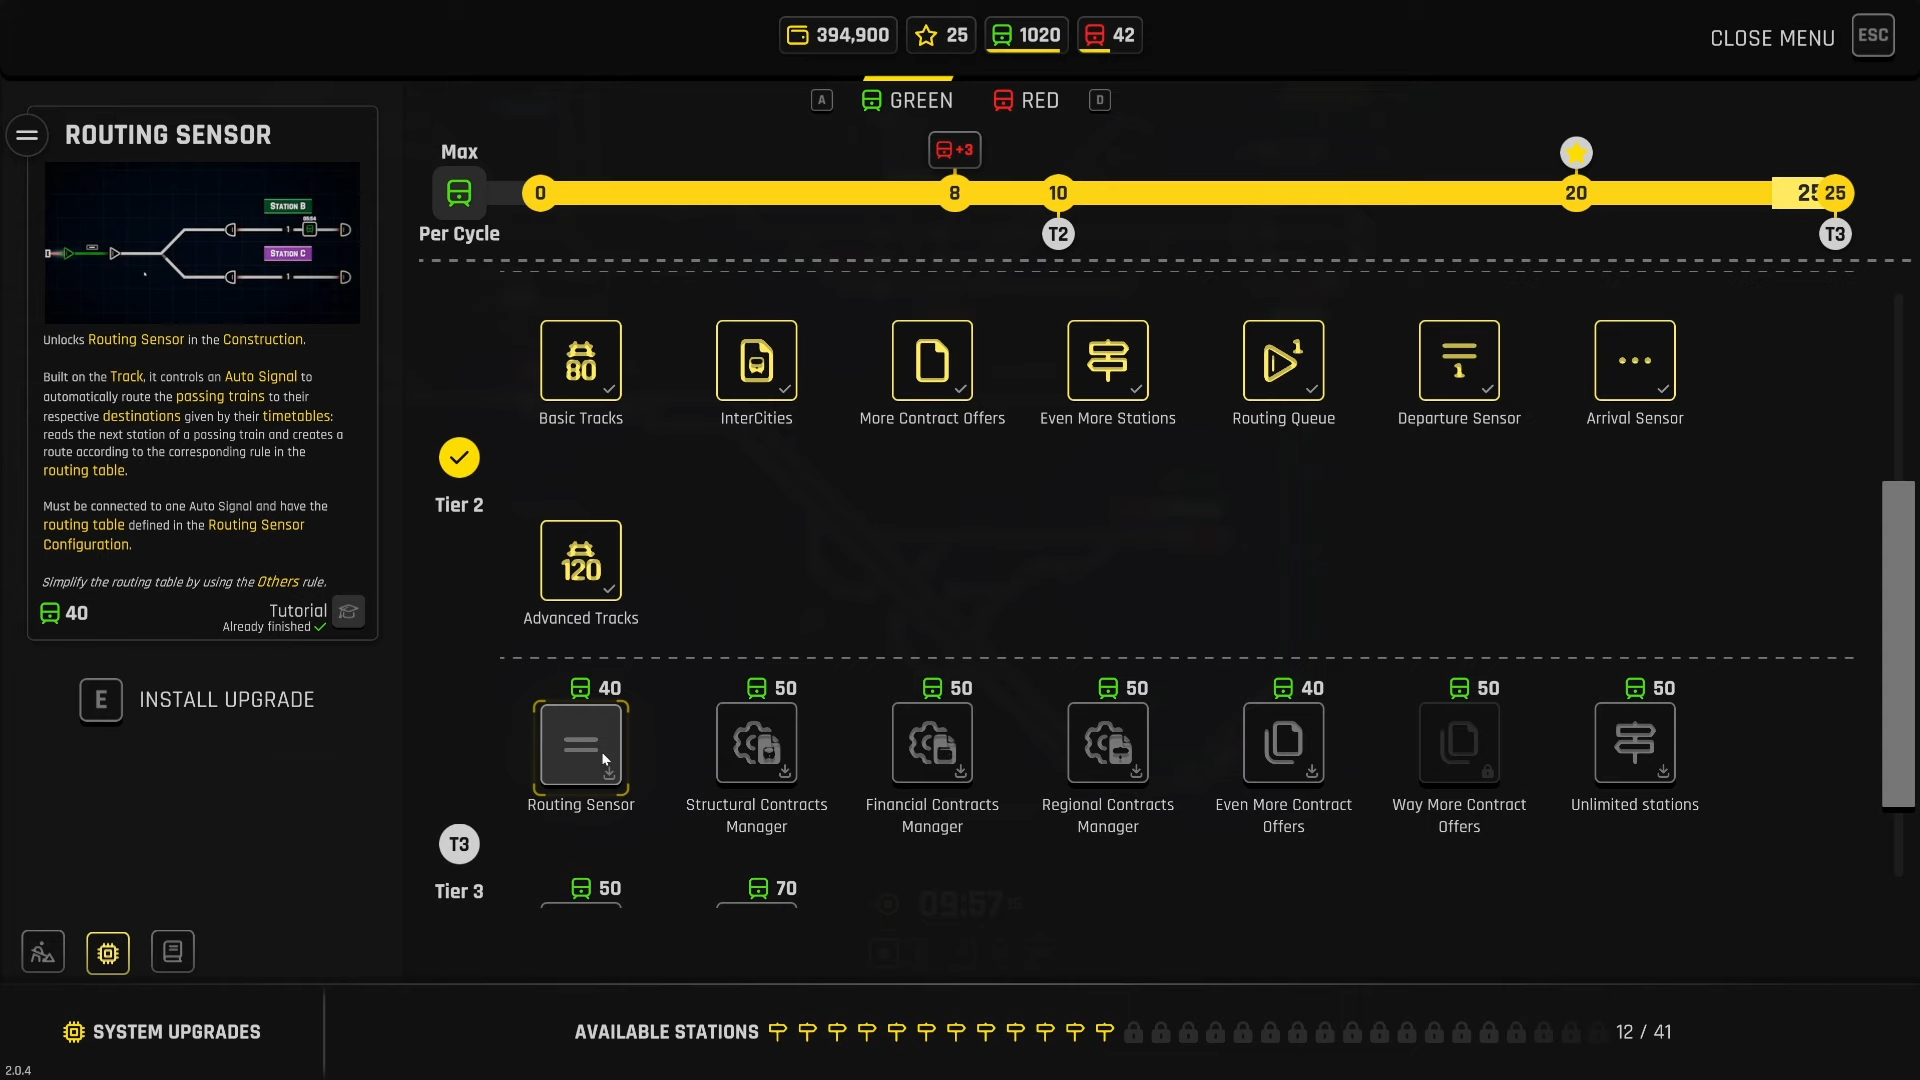 394,900
25
1020
42
CLOSE MENU
ESC
A
GREEN
RED
D
ROUTING SENSOR
STATION B
1
STATION C
1
Unlocks Routing Sensor in the Construction.
Built on the Track, it controls an Auto Signal to
automatically route the passing trains to their
respective destinations given by their timetables:
reads the next station of a passing train and creates a
route according to the corresponding rule in the
routing table.
Must be connected to one Auto Signal and have the
routing table defined in the Routing Sensor
Configuration.
Simplify the routing table by using the Others rule.
40
Tutorial
Already finished
E
INSTALL UPGRADE
Max
Per Cycle
+3
0
8
10
20
25
25
T2
T3
80
1
1
Basic Tracks
InterCities
More Contract Offers
Even More Stations
Routing Queue
Departure Sensor
Arrival Sensor
Tier 2
120
Advanced Tracks
40
50
50
50
40
50
50
Routing Sensor
Structural Contracts
Manager
Financial Contracts
Manager
Regional Contracts
Manager
Even More Contract
Offers
Way More Contract
Offers
Unlimited stations
T3
Tier 3
50
70
09:57
SYSTEM UPGRADES
AVAILABLE STATIONS
12 / 41
2.0.4